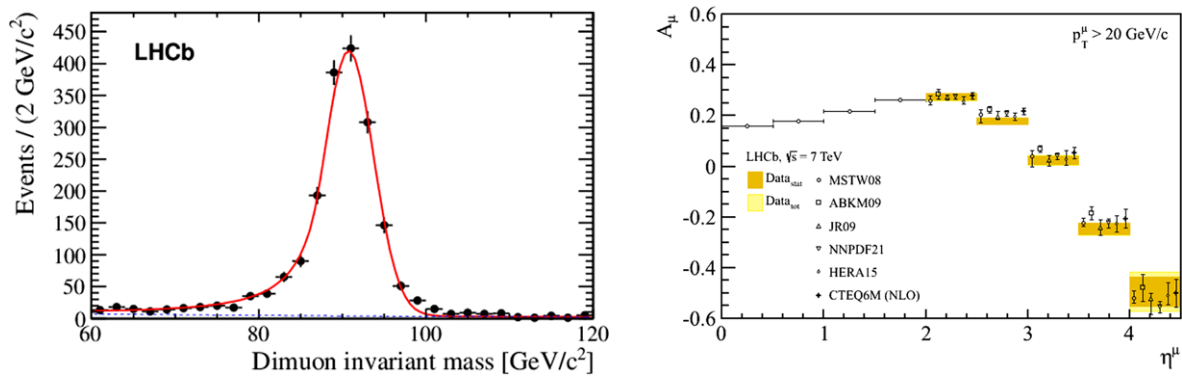 LHCb
Events / (2 GeV/c²)
450
400
350
300
250
200
150
100
50
0
60
80
100
120
Dimuon invariant mass [GeV/c²]
A_μ
0.6
0.4
0.2
0
-0.2
-0.4
-0.6
p_T^μ > 20 GeV/c
LHCb, √s = 7 TeV
Data_stat
Data_tot
MSTW08
ABKM09
JR09
NNPDF21
HERA15
CTEQ6M (NLO)
0
1
2
3
4
η^μ